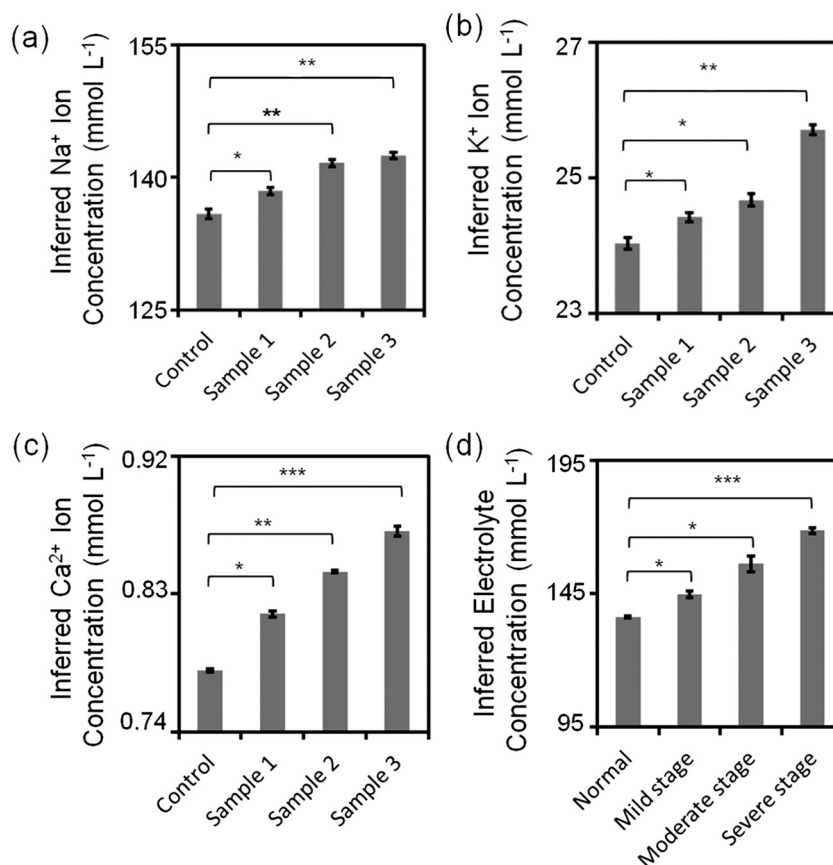 (a)
Inferred Na⁺ Ion
Concentration (mmol L⁻¹)
155
140
125
**
**
*
Control
Sample 1
Sample 2
Sample 3
(b)
Inferred K⁺ Ion
Concentration (mmol L⁻¹)
27
25
23
**
*
*
Control
Sample 1
Sample 2
Sample 3
(c)
Inferred Ca²⁺ Ion
Concentration (mmol L⁻¹)
0.92
0.83
0.74
***
**
*
Control
Sample 1
Sample 2
Sample 3
(d)
Inferred Electrolyte
Concentration (mmol L⁻¹)
195
145
95
***
*
*
Normal
Mild stage
Moderate stage
Severe stage